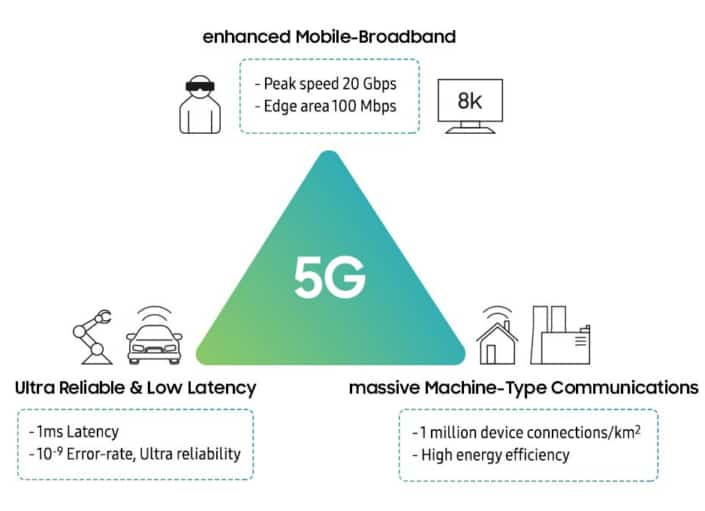 enhanced Mobile-Broadband
- Peak speed 20 Gbps
- Edge area 100 Mbps
8k
5G
Ultra Reliable & Low Latency
- 1ms Latency
- 10⁻⁹ Error-rate, Ultra reliability
massive Machine-Type Communications
- 1 million device connections/km²
- High energy efficiency